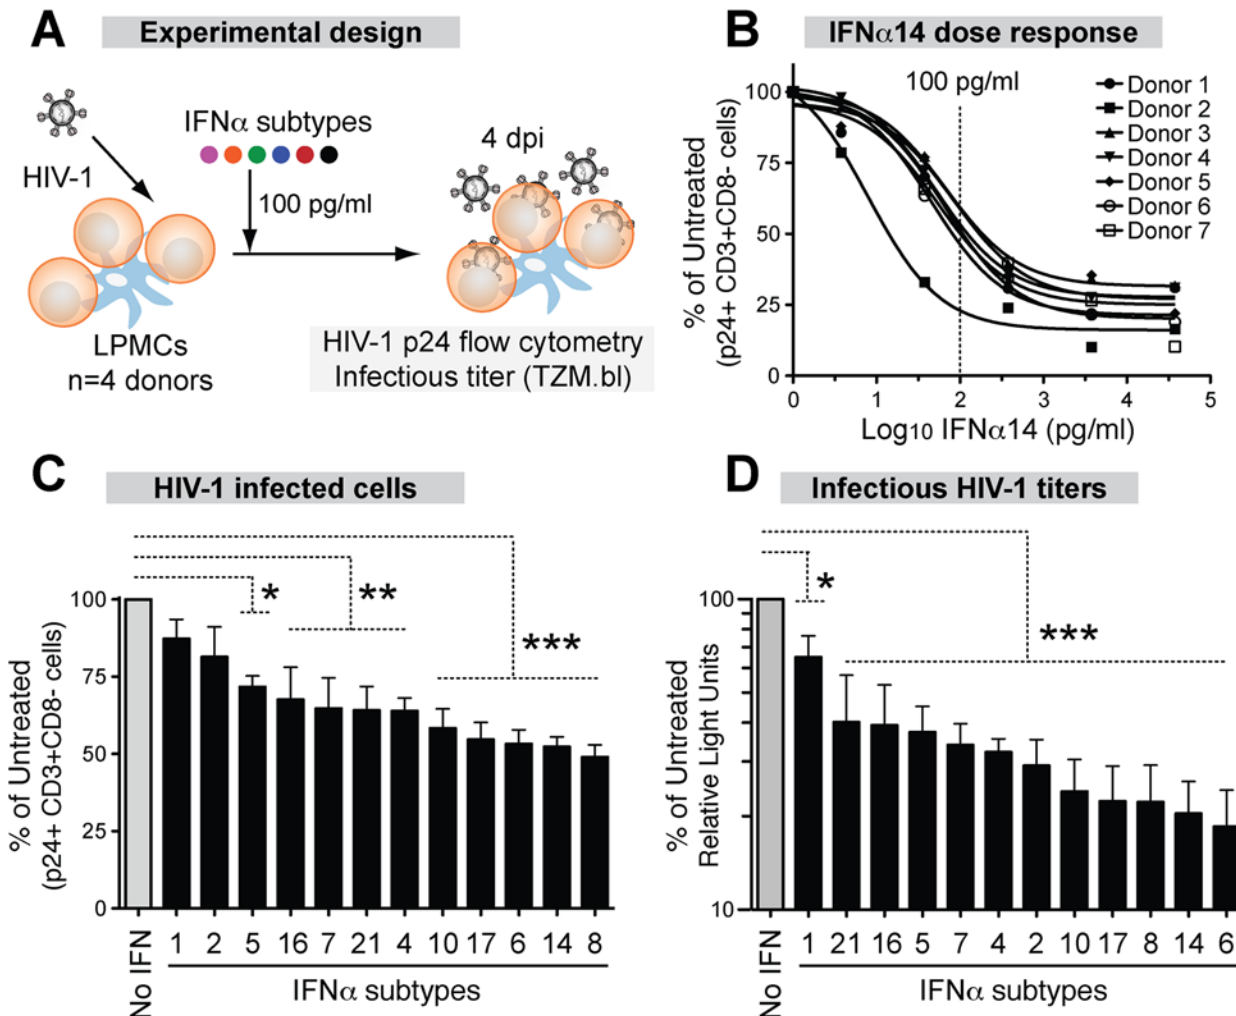 A
Experimental design
HIV-1
IFNα subtypes
100 pg/ml
4 dpi
LPMCs
n=4 donors
HIV-1 p24 flow cytometry
Infectious titer (TZM.bl)
B
IFNα14 dose response
100 pg/ml
Donor 1
Donor 2
Donor 3
Donor 4
Donor 5
Donor 6
Donor 7
% of Untreated
(p24+ CD3+CD8- cells)
100
75
50
25
0
0 1 2 3 4 5
Log10 IFNα14 (pg/ml)
C
HIV-1 infected cells
% of Untreated
(p24+ CD3+CD8- cells)
100
75
50
25
0
* ** ***
No IFN 1 2 5 16 7 21 4 10 17 6 14 8
IFNα subtypes
D
Infectious HIV-1 titers
% of Untreated
Relative Light Units
100
10
* ***
No IFN 1 21 16 5 7 4 2 10 17 8 14 6
IFNα subtypes